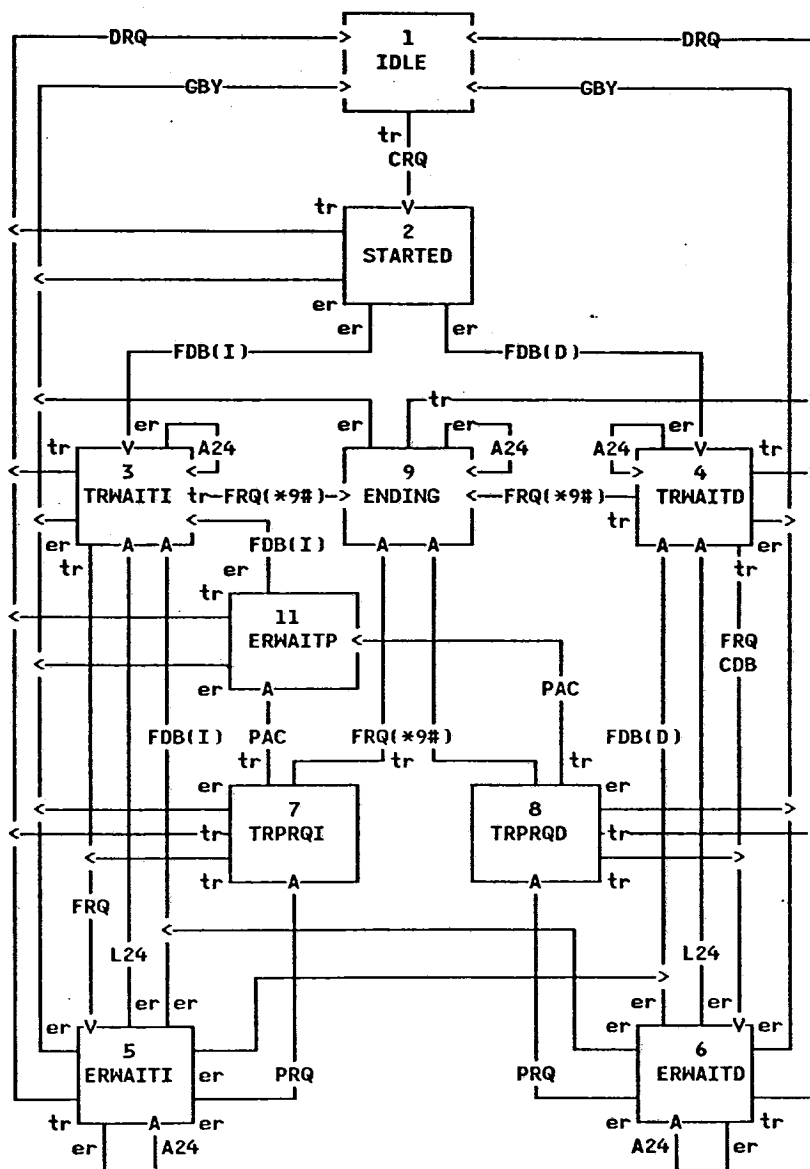 DRQ 1 DRQ
IDLE
GBY GBY
tr
CRQ
tr
2
STARTED
er
er er
FDB(I) FDB(D)
tr
er er er er
tr A24 A24 A24 tr
3 9 4
TRWAITI tr FRQ(*9#) ENDING FRQ(*9#) TRWAITD
tr
er FDB(I) er
tr er tr
tr
11
ERWAITP FRQ
CDB
er PAC
FDB(I) PAC FRQ(*9#) FDB(D)
tr tr tr
er er
7 8
tr TRPRQI TRPRQD tr
tr tr
FRQ
L24 L24
er er er er
er er er er
5 6
ERWAITI er PRQ PRQ ERWAITD
tr er er tr
er A24 A24 er